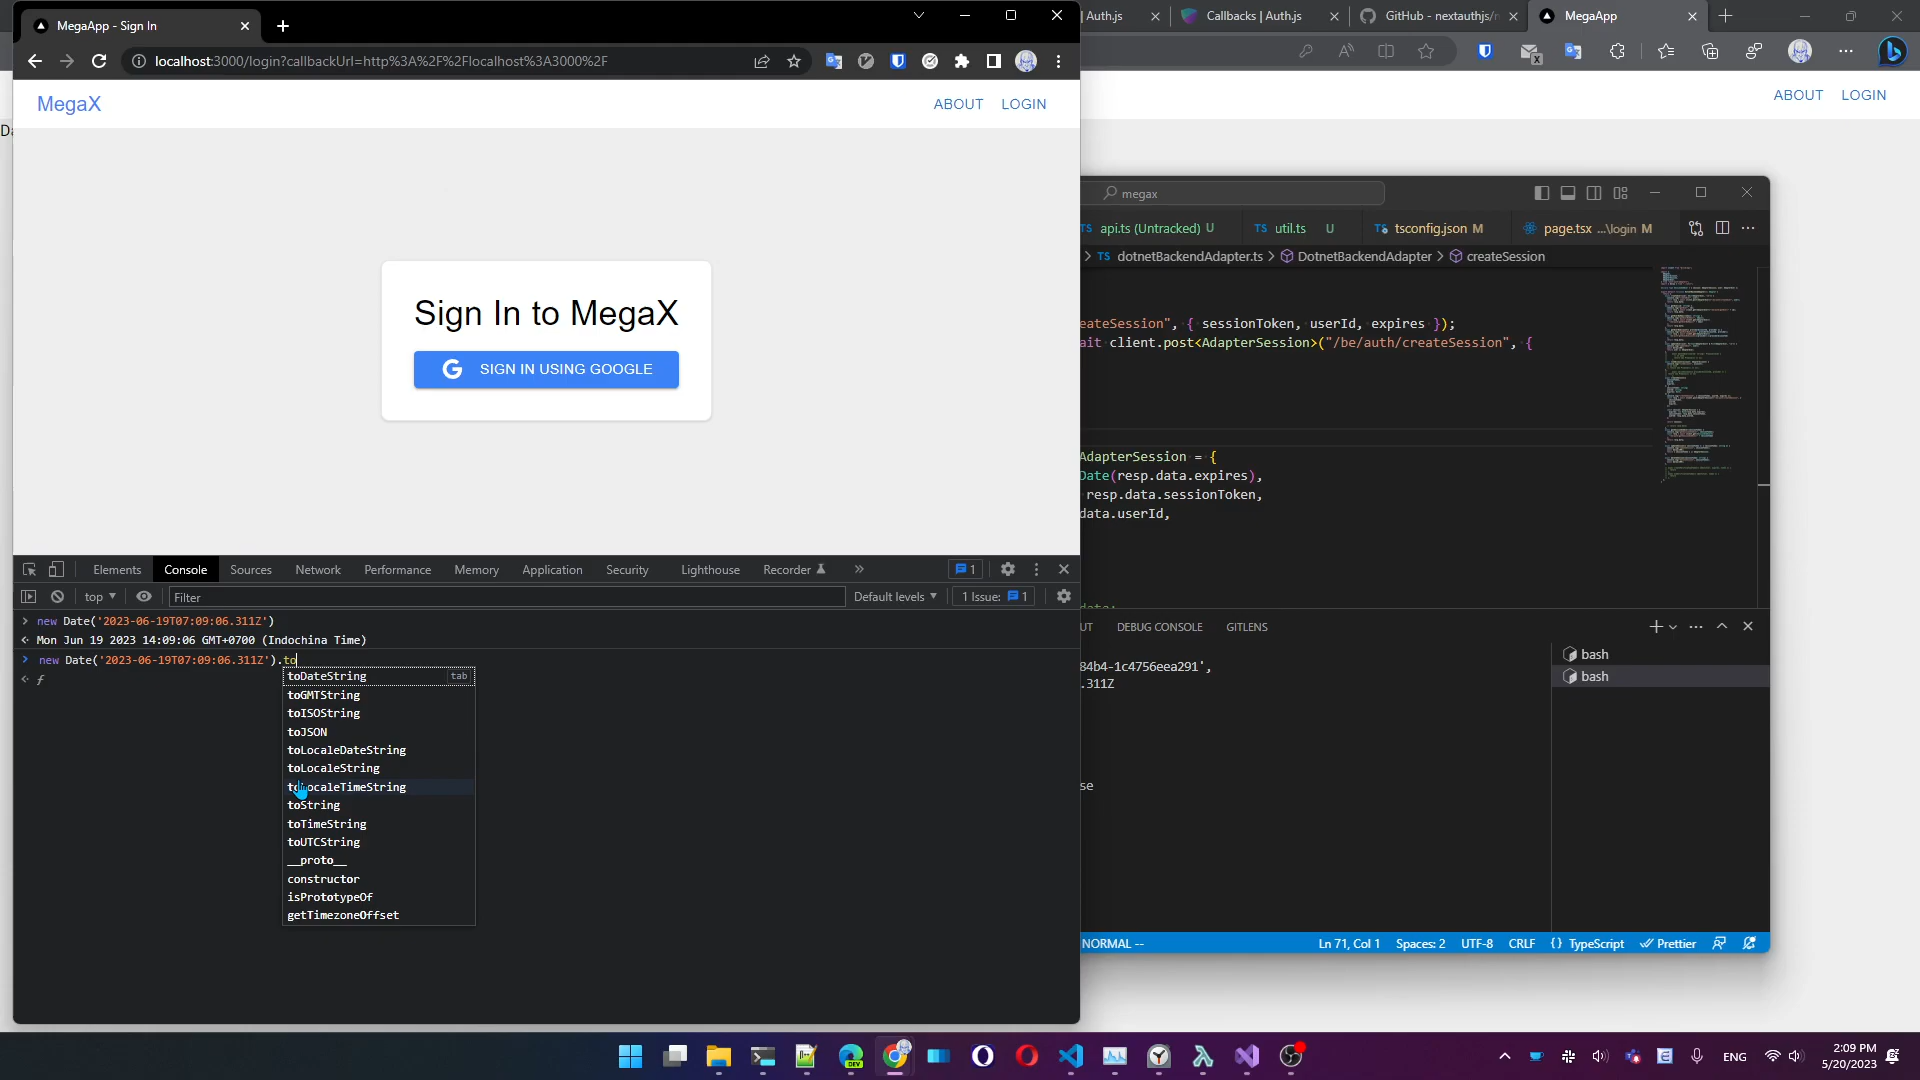 MegaApp - Sign In
Auth.js
Callbacks | Auth.js
GitHub - nextauthjs/
MegaApp
localhost:3000/login?callbackUrl=http%3A%2F%2Flocalhost%3A3000%2F
MegaX
ABOUT LOGIN
ABOUT LOGIN
Sign In to MegaX
SIGN IN USING GOOGLE
megax
TS api.ts (Untracked) U
TS util.ts U
tsconfig.json M
page.tsx ...\login M
TS dotnetBackendAdapter.ts > DotnetBackendAdapter > createSession
eateSession", { sessionToken, userId, expires });
ait client.post<AdapterSession>("/be/auth/createSession", {
AdapterSession = {
Date(resp.data.expires),
resp.data.sessionToken,
data.userId,
Elements Console Sources Network Performance Memory Application Security Lighthouse Recorder 1
top Filter Default levels 1 Issue: 1
> new Date('2023-06-19T07:09:06.311Z')
Mon Jun 19 2023 14:09:06 GMT+0700 (Indochina Time)
> new Date('2023-06-19T07:09:06.311Z').to
f
toDateString tab
toGMTString
toISOString
toJSON
toLocaleDateString
toLocaleString
toLocaleTimeString
toString
toTimeString
toUTCString
__proto__
constructor
isPrototypeOf
getTimezoneOffset
UT DEBUG CONSOLE GITLENS
84b4-1c4756eea291',
.311Z
se
bash
bash
NORMAL --
Ln 71, Col 1 Spaces: 2 UTF-8 CRLF {} TypeScript Prettier
ENG
2:09 PM
5/20/2023